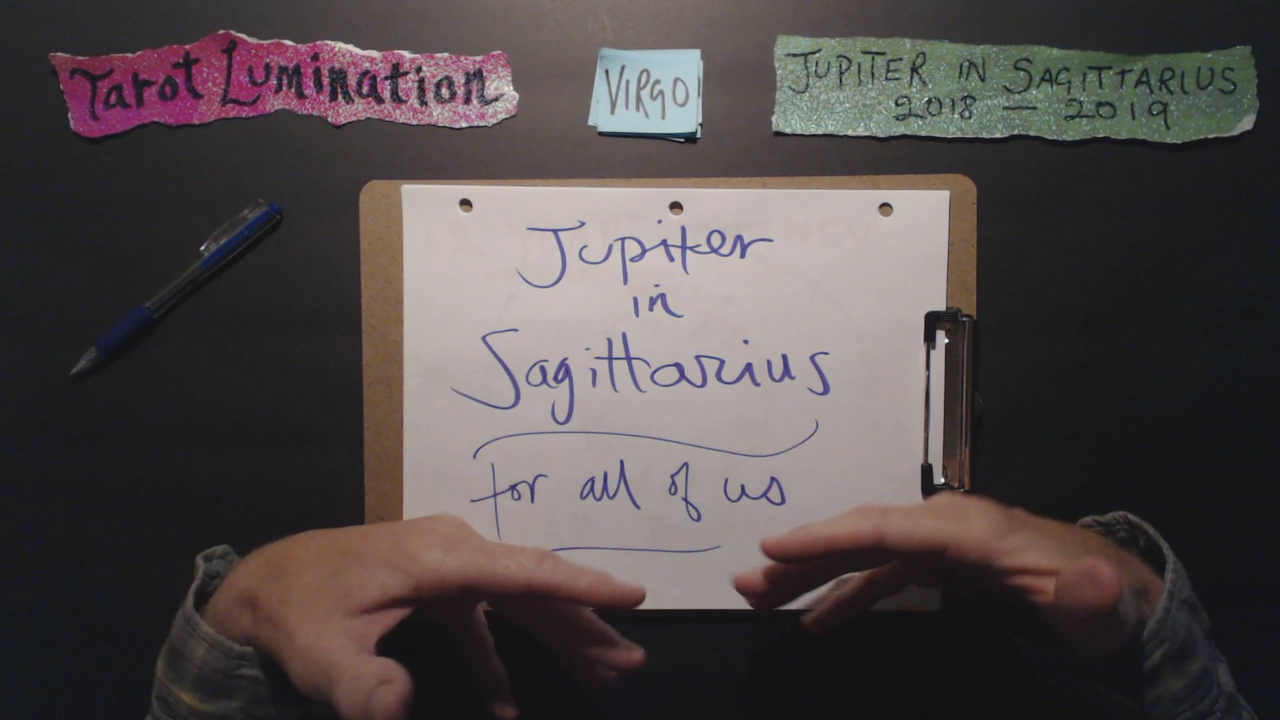 Tarot Lumination
VIRGO
JUPITER IN SAGITTARIUS
2018 — 2019
Jupiter
in
Sagittarius
for all of us